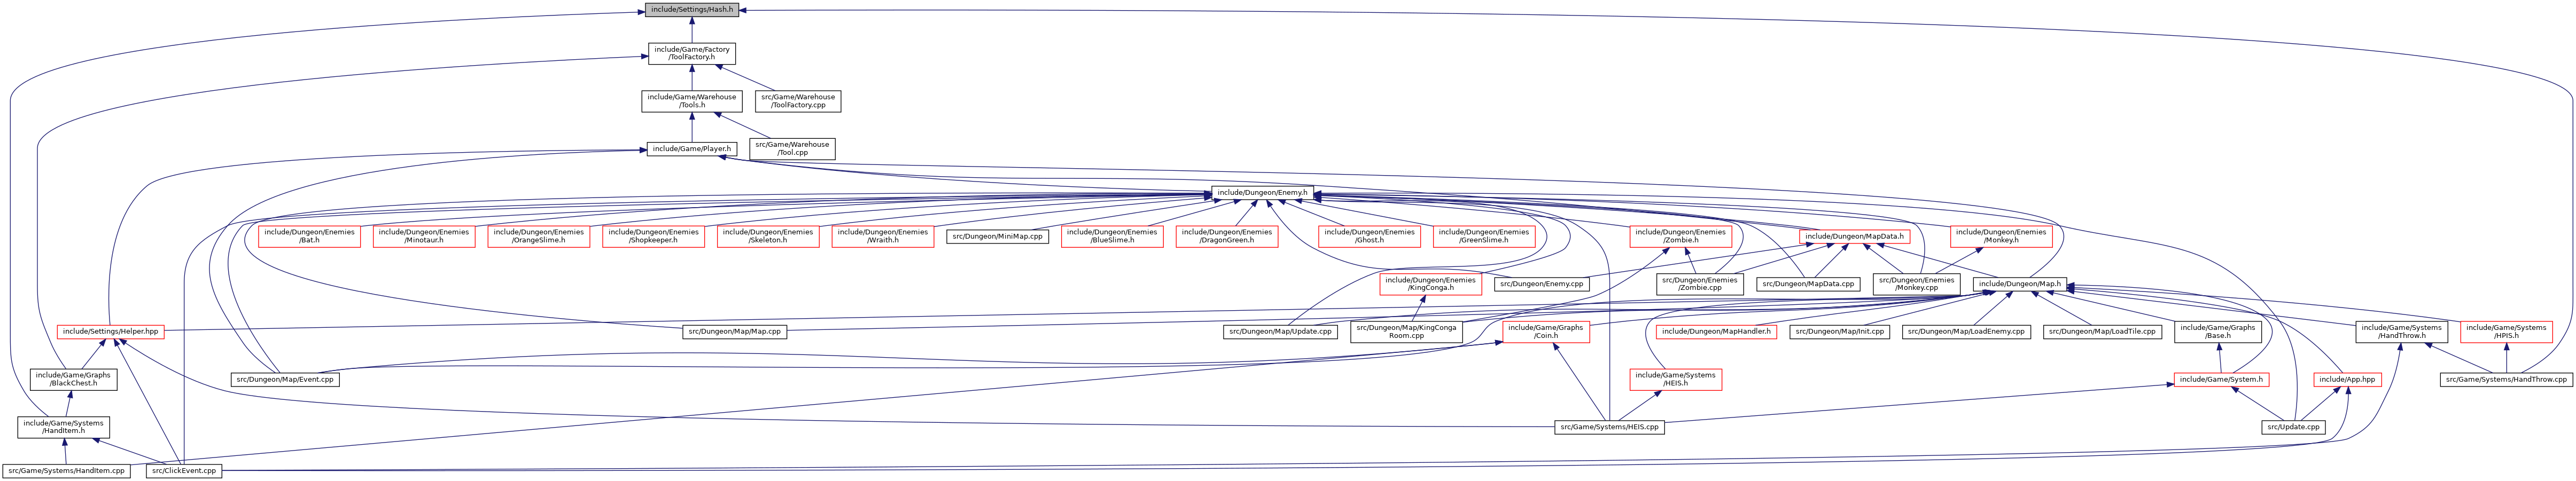 include/Settings/Hash.h
include/Game/Factory
/ToolFactory.h
include/Game/Warehouse
/Tools.h
src/Game/Warehouse
/ToolFactory.cpp
include/Game/Player.h
src/Game/Warehouse
/Tool.cpp
include/Dungeon/Enemy.h
include/Dungeon/Enemies
/Bat.h
include/Dungeon/Enemies
/Minotaur.h
include/Dungeon/Enemies
/OrangeSlime.h
include/Dungeon/Enemies
/Shopkeeper.h
include/Dungeon/Enemies
/Skeleton.h
include/Dungeon/Enemies
/Wraith.h
src/Dungeon/MiniMap.cpp
include/Dungeon/Enemies
/BlueSlime.h
include/Dungeon/Enemies
/DragonGreen.h
include/Dungeon/Enemies
/Ghost.h
include/Dungeon/Enemies
/GreenSlime.h
include/Dungeon/Enemies
/Zombie.h
include/Dungeon/MapData.h
include/Dungeon/Enemies
/Monkey.h
include/Dungeon/Enemies
/KingConga.h
src/Dungeon/Enemy.cpp
src/Dungeon/Enemies
/Zombie.cpp
src/Dungeon/MapData.cpp
src/Dungeon/Enemies
/Monkey.cpp
include/Dungeon/Map.h
include/Settings/Helper.hpp
src/Dungeon/Map/Map.cpp
src/Dungeon/Map/Update.cpp
src/Dungeon/Map/KingConga
Room.cpp
include/Game/Graphs
/Coin.h
include/Dungeon/MapHandler.h
src/Dungeon/Map/Init.cpp
src/Dungeon/Map/LoadEnemy.cpp
src/Dungeon/Map/LoadTile.cpp
include/Game/Graphs
/Base.h
include/Game/Systems
/HandThrow.h
include/Game/Systems
/HPIS.h
include/Game/Graphs
/BlackChest.h
src/Dungeon/Map/Event.cpp
include/Game/Systems
/HEIS.h
include/Game/System.h
include/App.hpp
src/Game/Systems/HandThrow.cpp
include/Game/Systems
/HandItem.h
src/Game/Systems/HEIS.cpp
src/Update.cpp
src/Game/Systems/HandItem.cpp
src/ClickEvent.cpp